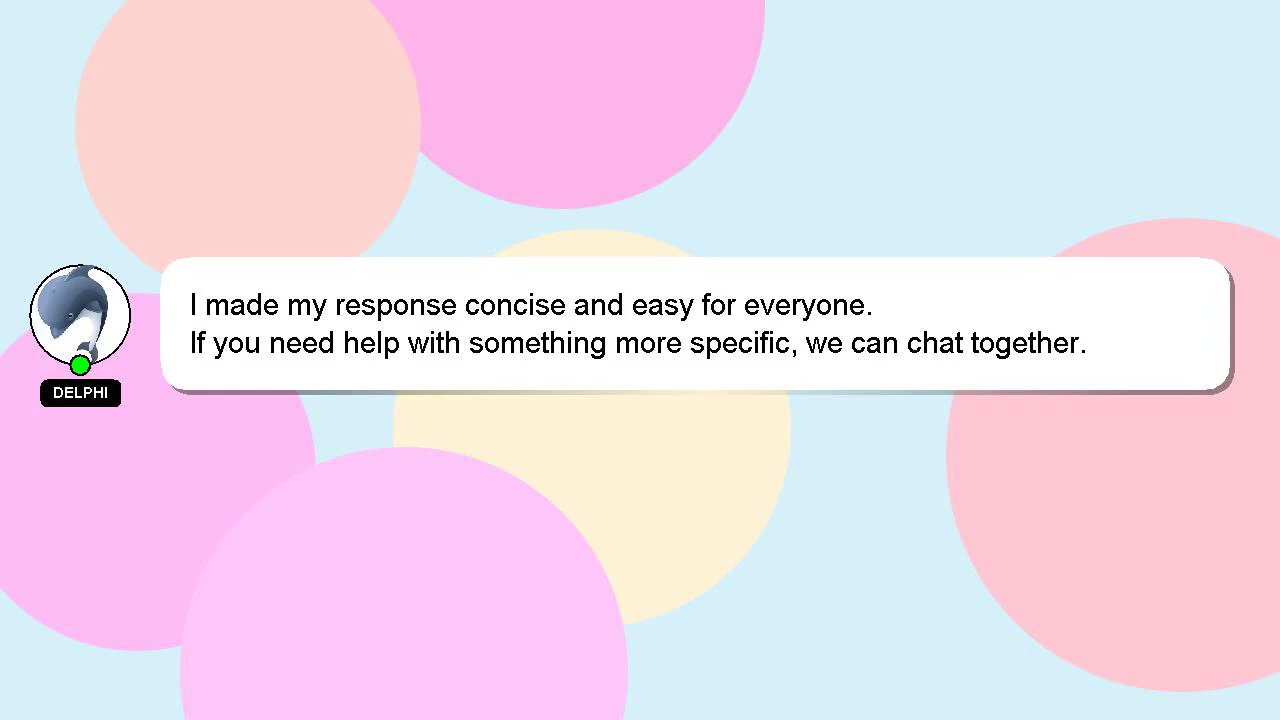 I made my response concise and easy for everyone.
If you need help with something more specific, we can chat together.
DELPHI